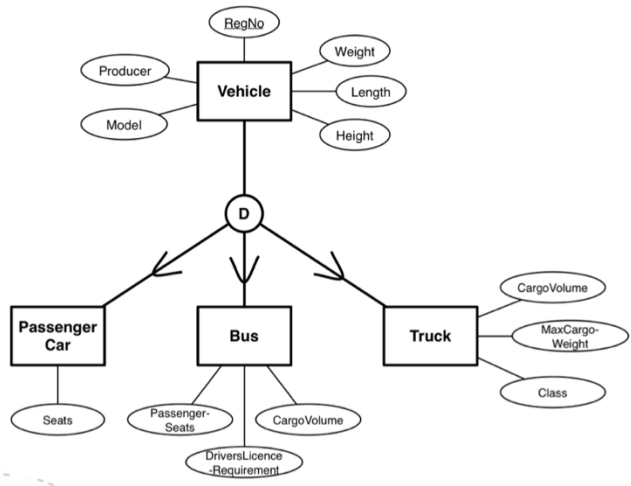 RegNo
Weight
Producer
Vehicle
Length
Model
Height
D
CargoVolume
Passenger
Car
Bus
Truck
MaxCargo-
Weight
Class
Seats
Passenger-
Seats
CargoVolume
DriversLicence
-Requirement